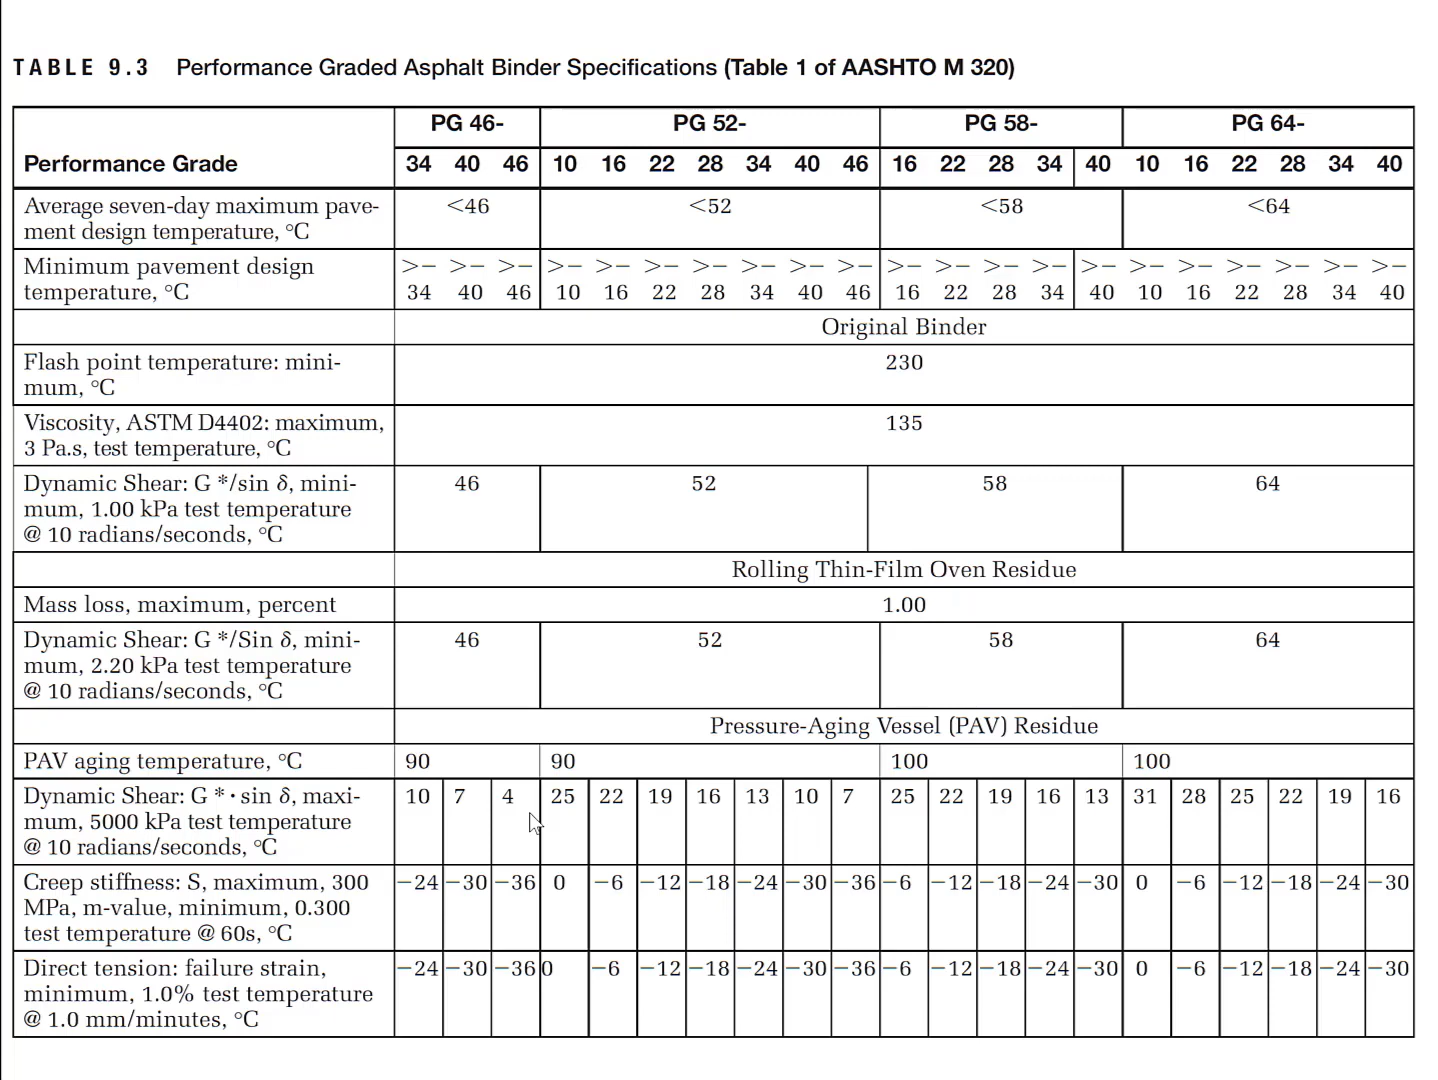 TABLE 9.3 Performance Graded Asphalt Binder Specifications (Table 1 of AASHTO M 320)
PG 46- PG 52- PG 58- PG 64-
Performance Grade 34 40 46 10 16 22 28 34 40 46 16 22 28 34 40 10 16 22 28 34 40
Average seven-day maximum pave- <46 <52 <58 <64
ment design temperature, °C
Minimum pavement design >− >− >− >− >− >− >− >− >− >− >− >− >− >− >− >− >− >− >− >− >−
temperature, °C 34 40 46 10 16 22 28 34 40 46 16 22 28 34 40 10 16 22 28 34 40
Original Binder
Flash point temperature: mini- 230
mum, °C
Viscosity, ASTM D4402: maximum, 135
3 Pa.s, test temperature, °C
Dynamic Shear: G */sin δ, mini- 46 52 58 64
mum, 1.00 kPa test temperature
@ 10 radians/seconds, °C
Rolling Thin-Film Oven Residue
Mass loss, maximum, percent 1.00
Dynamic Shear: G */Sin δ, mini- 46 52 58 64
mum, 2.20 kPa test temperature
@ 10 radians/seconds, °C
Pressure-Aging Vessel (PAV) Residue
PAV aging temperature, °C 90 90 100 100
Dynamic Shear: G * · sin δ, maxi- 10 7 4 25 22 19 16 13 10 7 25 22 19 16 13 31 28 25 22 19 16
mum, 5000 kPa test temperature
@ 10 radians/seconds, °C
Creep stiffness: S, maximum, 300 −24 −30 −36 0 −6 −12 −18 −24 −30 −36 −6 −12 −18 −24 −30 0 −6 −12 −18 −24 −30
MPa, m-value, minimum, 0.300
test temperature @ 60s, °C
Direct tension: failure strain, −24 −30 −36 0 −6 −12 −18 −24 −30 −36 −6 −12 −18 −24 −30 0 −6 −12 −18 −24 −30
minimum, 1.0% test temperature
@ 1.0 mm/minutes, °C